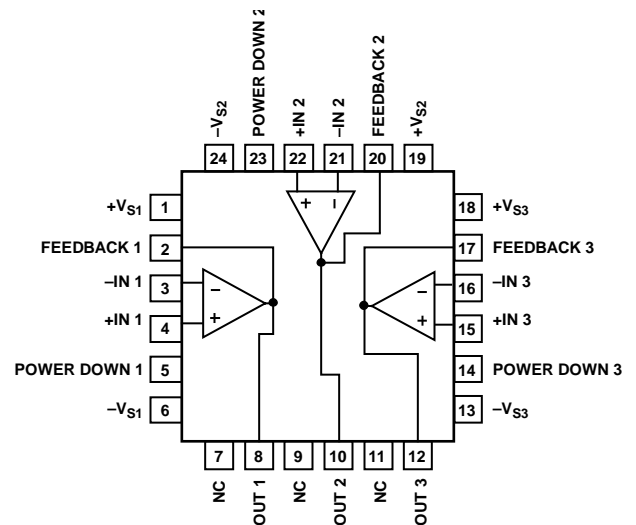 –VS2
POWER DOWN 2
+IN 2
–IN 2
FEEDBACK 2
+VS2
24
23
22
21
20
19
+VS1 1
FEEDBACK 1 2
–IN 1 3
+IN 1 4
POWER DOWN 1 5
–VS1 6
+ –
– +
– +
18 +VS3
17 FEEDBACK 3
16 –IN 3
15 +IN 3
14 POWER DOWN 3
13 –VS3
7
8
9
10
11
12
NC
OUT 1
NC
OUT 2
NC
OUT 3